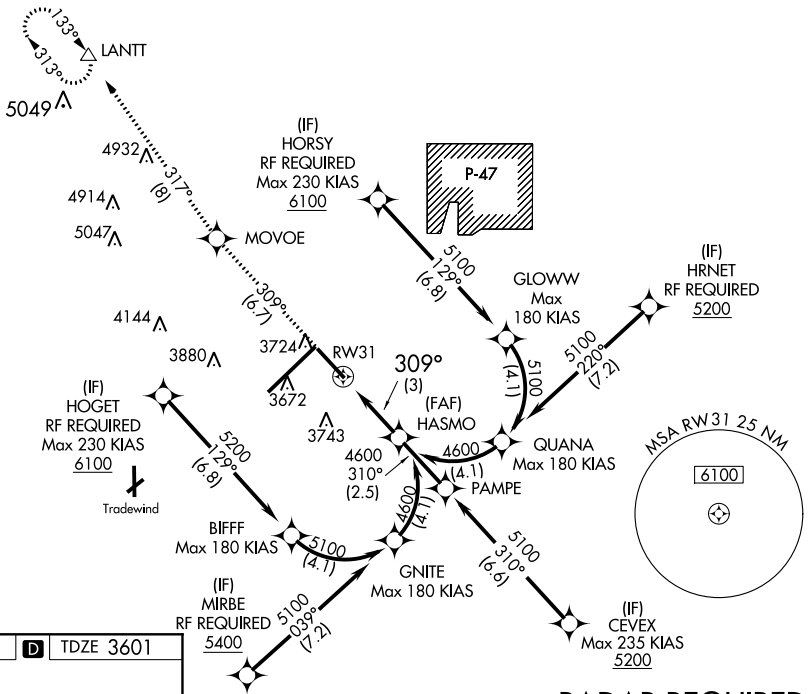 133°
313°
LANTT
5049
4932
317°
(8)
4914
5047
MOVOE
(IF)
HORSY
RF REQUIRED
Max 230 KIAS
6100
P-47
5100
129°
(6.8)
GLOWW
Max
180 KIAS
(IF)
HRNET
RF REQUIRED
5200
309°
(6.7)
4144
3880
3724
RW31
309°
(3)
5100
(4.1)
5100
220°
(7.2)
3672
3743
(FAF)
HASMO
(IF)
HOGET
RF REQUIRED
Max 230 KIAS
6100
Tradewind
5200
129°
(6.8)
4600
310°
(2.5)
4600
(4.1)
QUANA
Max 180 KIAS
PAMPE
MSA RW31 25 NM
6100
BIFFF
Max 180 KIAS
5100
(4.1)
4600
(4.1)
GNITE
Max 180 KIAS
5100
310°
(6.6)
(IF)
MIRBE
RF REQUIRED
5400
5100
039°
(7.2)
(IF)
CEVEX
Max 235 KIAS
5200
D TDZE 3601
RADAR REQUIRED